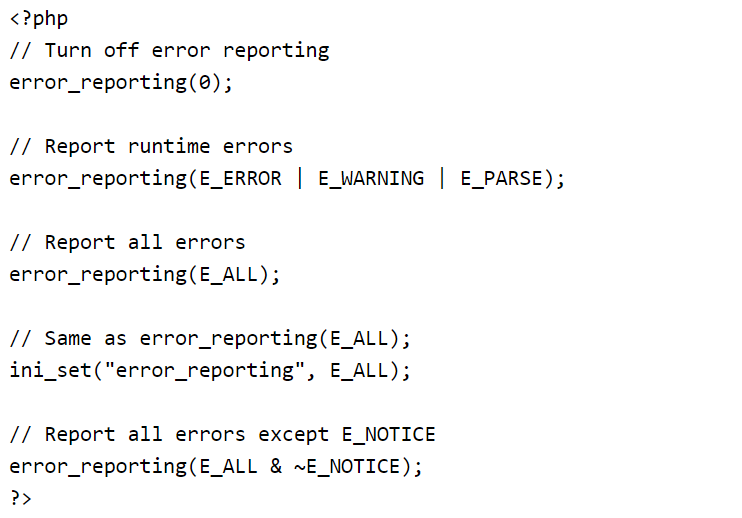 <?php
// Turn off error reporting
error_reporting(0);

// Report runtime errors
error_reporting(E_ERROR | E_WARNING | E_PARSE);

// Report all errors
error_reporting(E_ALL);

// Same as error_reporting(E_ALL);
ini_set("error_reporting", E_ALL);

// Report all errors except E_NOTICE
error_reporting(E_ALL & ~E_NOTICE);
?>